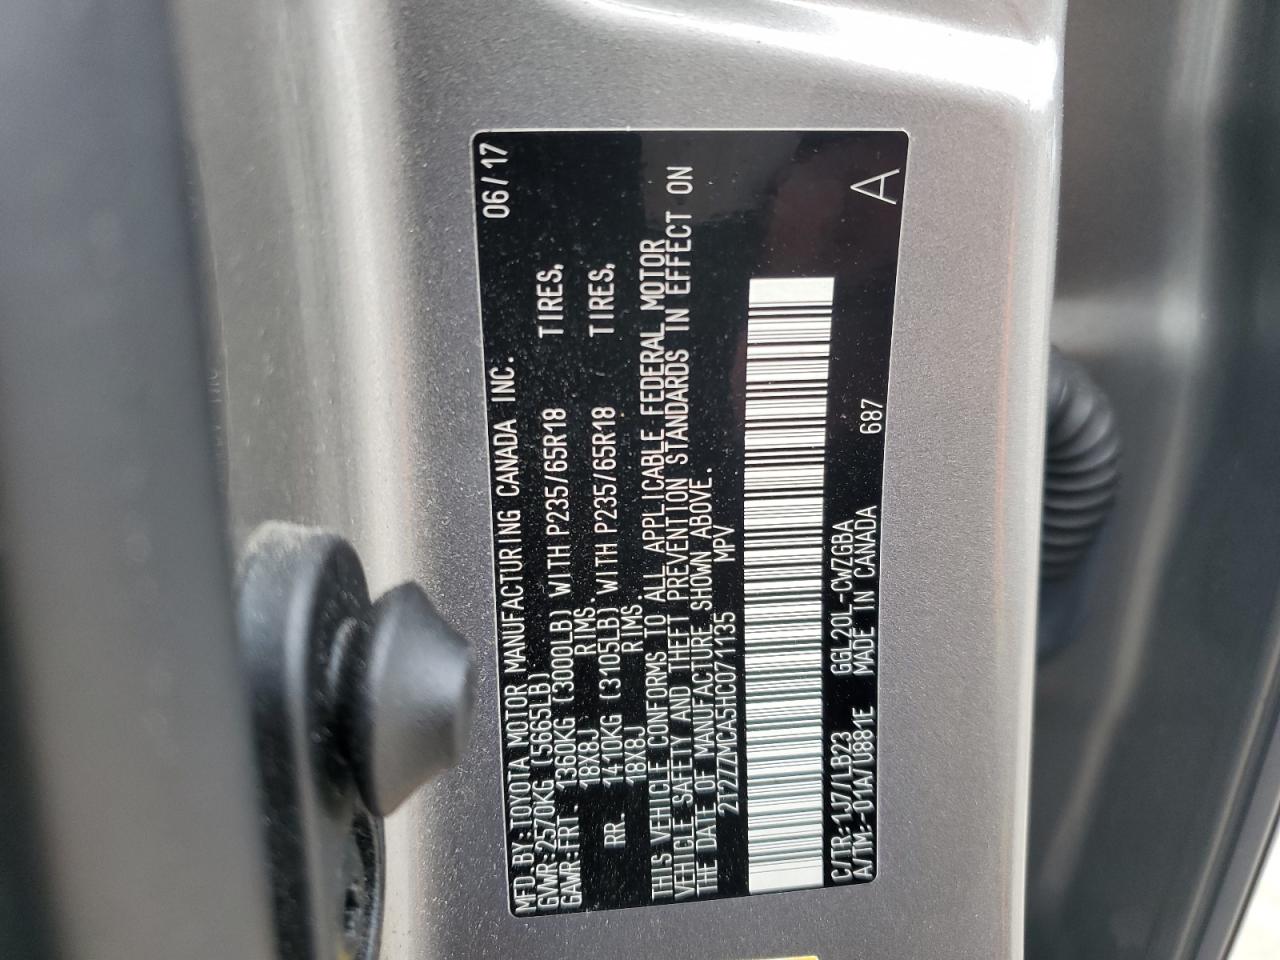 MFD.BY:TOYOTA MOTOR MANUFACTURING CANADA INC. 06/17
GVWR:2570KG (5665LB)
GAWR:FRT. 1360KG (3000LB) WITH P235/65R18 TIRES,
18X8J RIMS
RR. 1410KG (3105LB) WITH P235/65R18 TIRES,
18X8J RIMS.
THIS VEHICLE CONFORMS TO ALL APPLICABLE FEDERAL MOTOR
VEHICLE SAFETY AND THEFT PREVENTION STANDARDS IN EFFECT ON
THE DATE OF MANUFACTURE SHOWN ABOVE.
2T2ZZMCA5HC071135 MPV
C/TR:1J7/LB23 GGL20L-CWZGBA
A/TM:-01A/U881E MADE IN CANADA 687 A